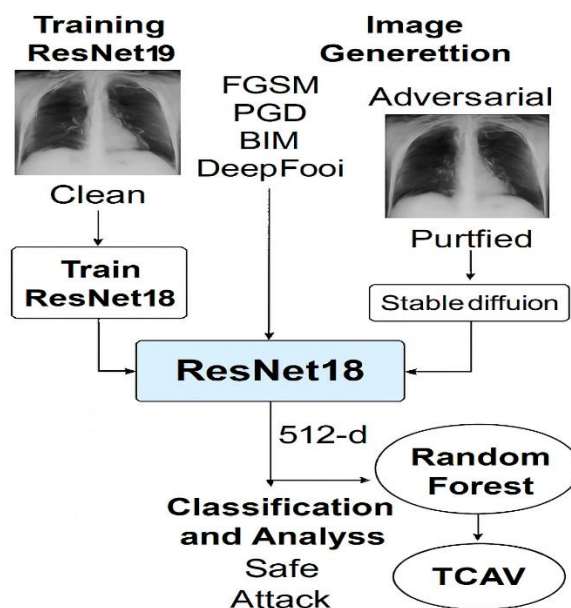 Training
ResNet19
Clean
Train
ResNet18
Image
Generettion
FGSM
PGD
BIM
DeepFooi
Adversarial
Purtfied
Stable diffuion
ResNet18
512-d
Random
Forest
TCAV
Classification
and Analyss
Safe
Attack